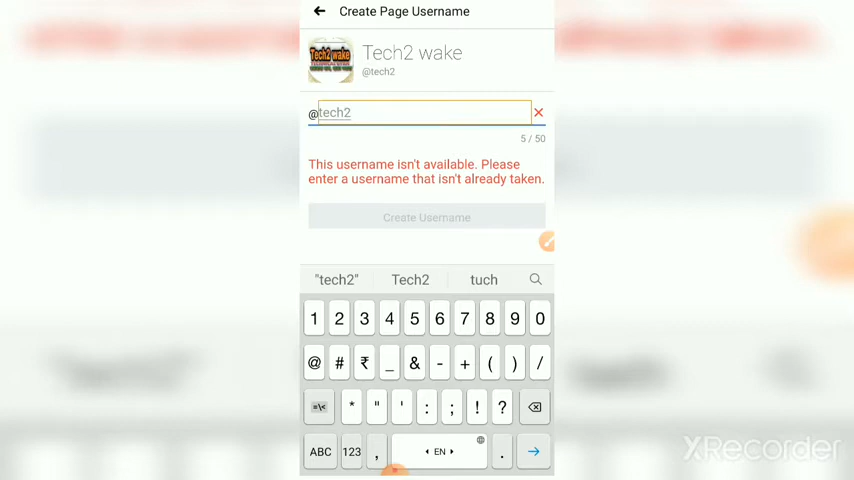 Create Page Username
Tech2 wake
Tech2 wake
@tech2
@tech2
5 / 50
This username isn't available. Please
enter a username that isn't already taken.
Create Username
"tech2" Tech2 tuch
1 2 3 4 5 6 7 8 9 0
@ # ₹ _ & - + ( ) /
=\< * " ' : ; ! ?
ABC 123 , EN .
XRecorder